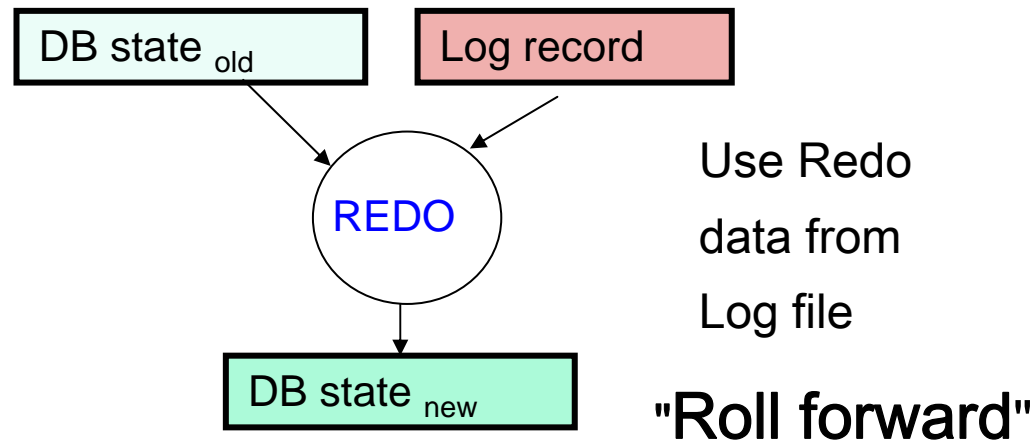 DB state old
Log record
REDO
Use Redo
data from
Log file
DB state new
"Roll forward"